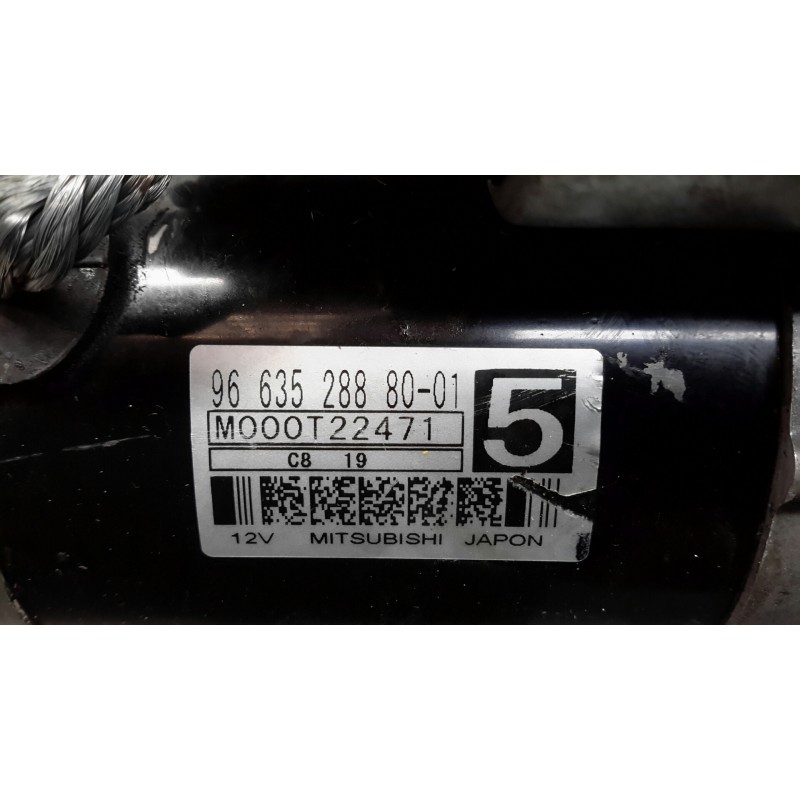 96 635 288 80-01
5
M000T22471
C8 19
12V MITSUBISHI JAPON